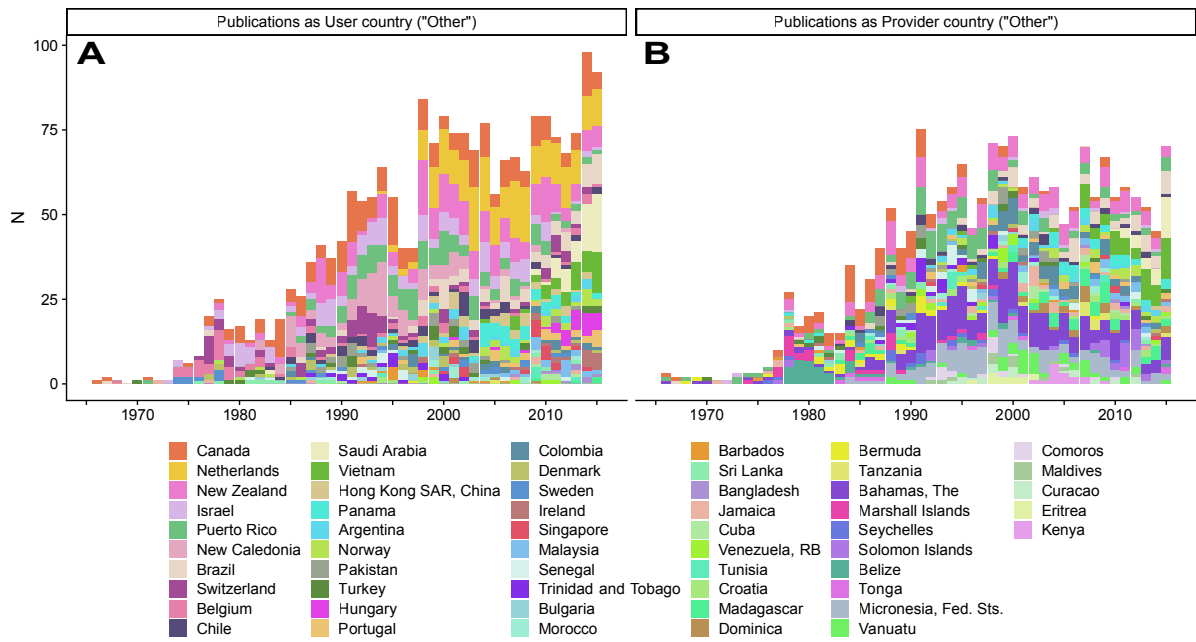 Publications as User country ("Other")
Publications as Provider country ("Other")
A
B
N
100
75
50
25
0
1970
1980
1990
2000
2010
1970
1980
1990
2000
2010
Canada
Netherlands
New Zealand
Israel
Puerto Rico
New Caledonia
Brazil
Switzerland
Belgium
Chile
Saudi Arabia
Vietnam
Hong Kong SAR, China
Panama
Argentina
Norway
Pakistan
Turkey
Hungary
Portugal
Colombia
Denmark
Sweden
Ireland
Singapore
Malaysia
Senegal
Trinidad and Tobago
Bulgaria
Morocco
Barbados
Sri Lanka
Bangladesh
Jamaica
Cuba
Venezuela, RB
Tunisia
Croatia
Madagascar
Dominica
Bermuda
Tanzania
Bahamas, The
Marshall Islands
Seychelles
Solomon Islands
Belize
Tonga
Micronesia, Fed. Sts.
Vanuatu
Comoros
Maldives
Curacao
Eritrea
Kenya